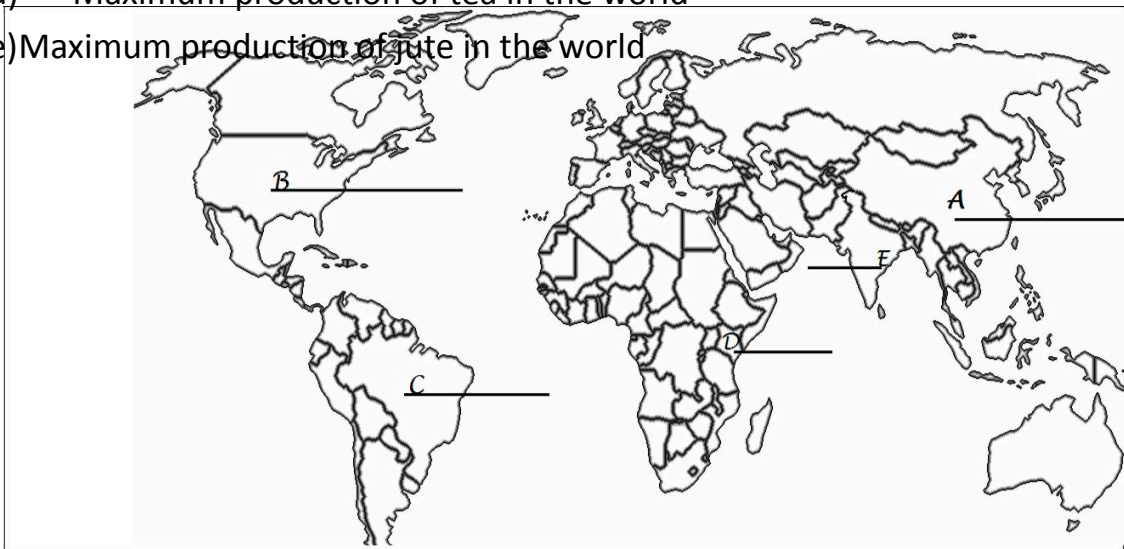 d) Maximum production of tea in the world
e)Maximum production of jute in the world
B
A
E
D
C